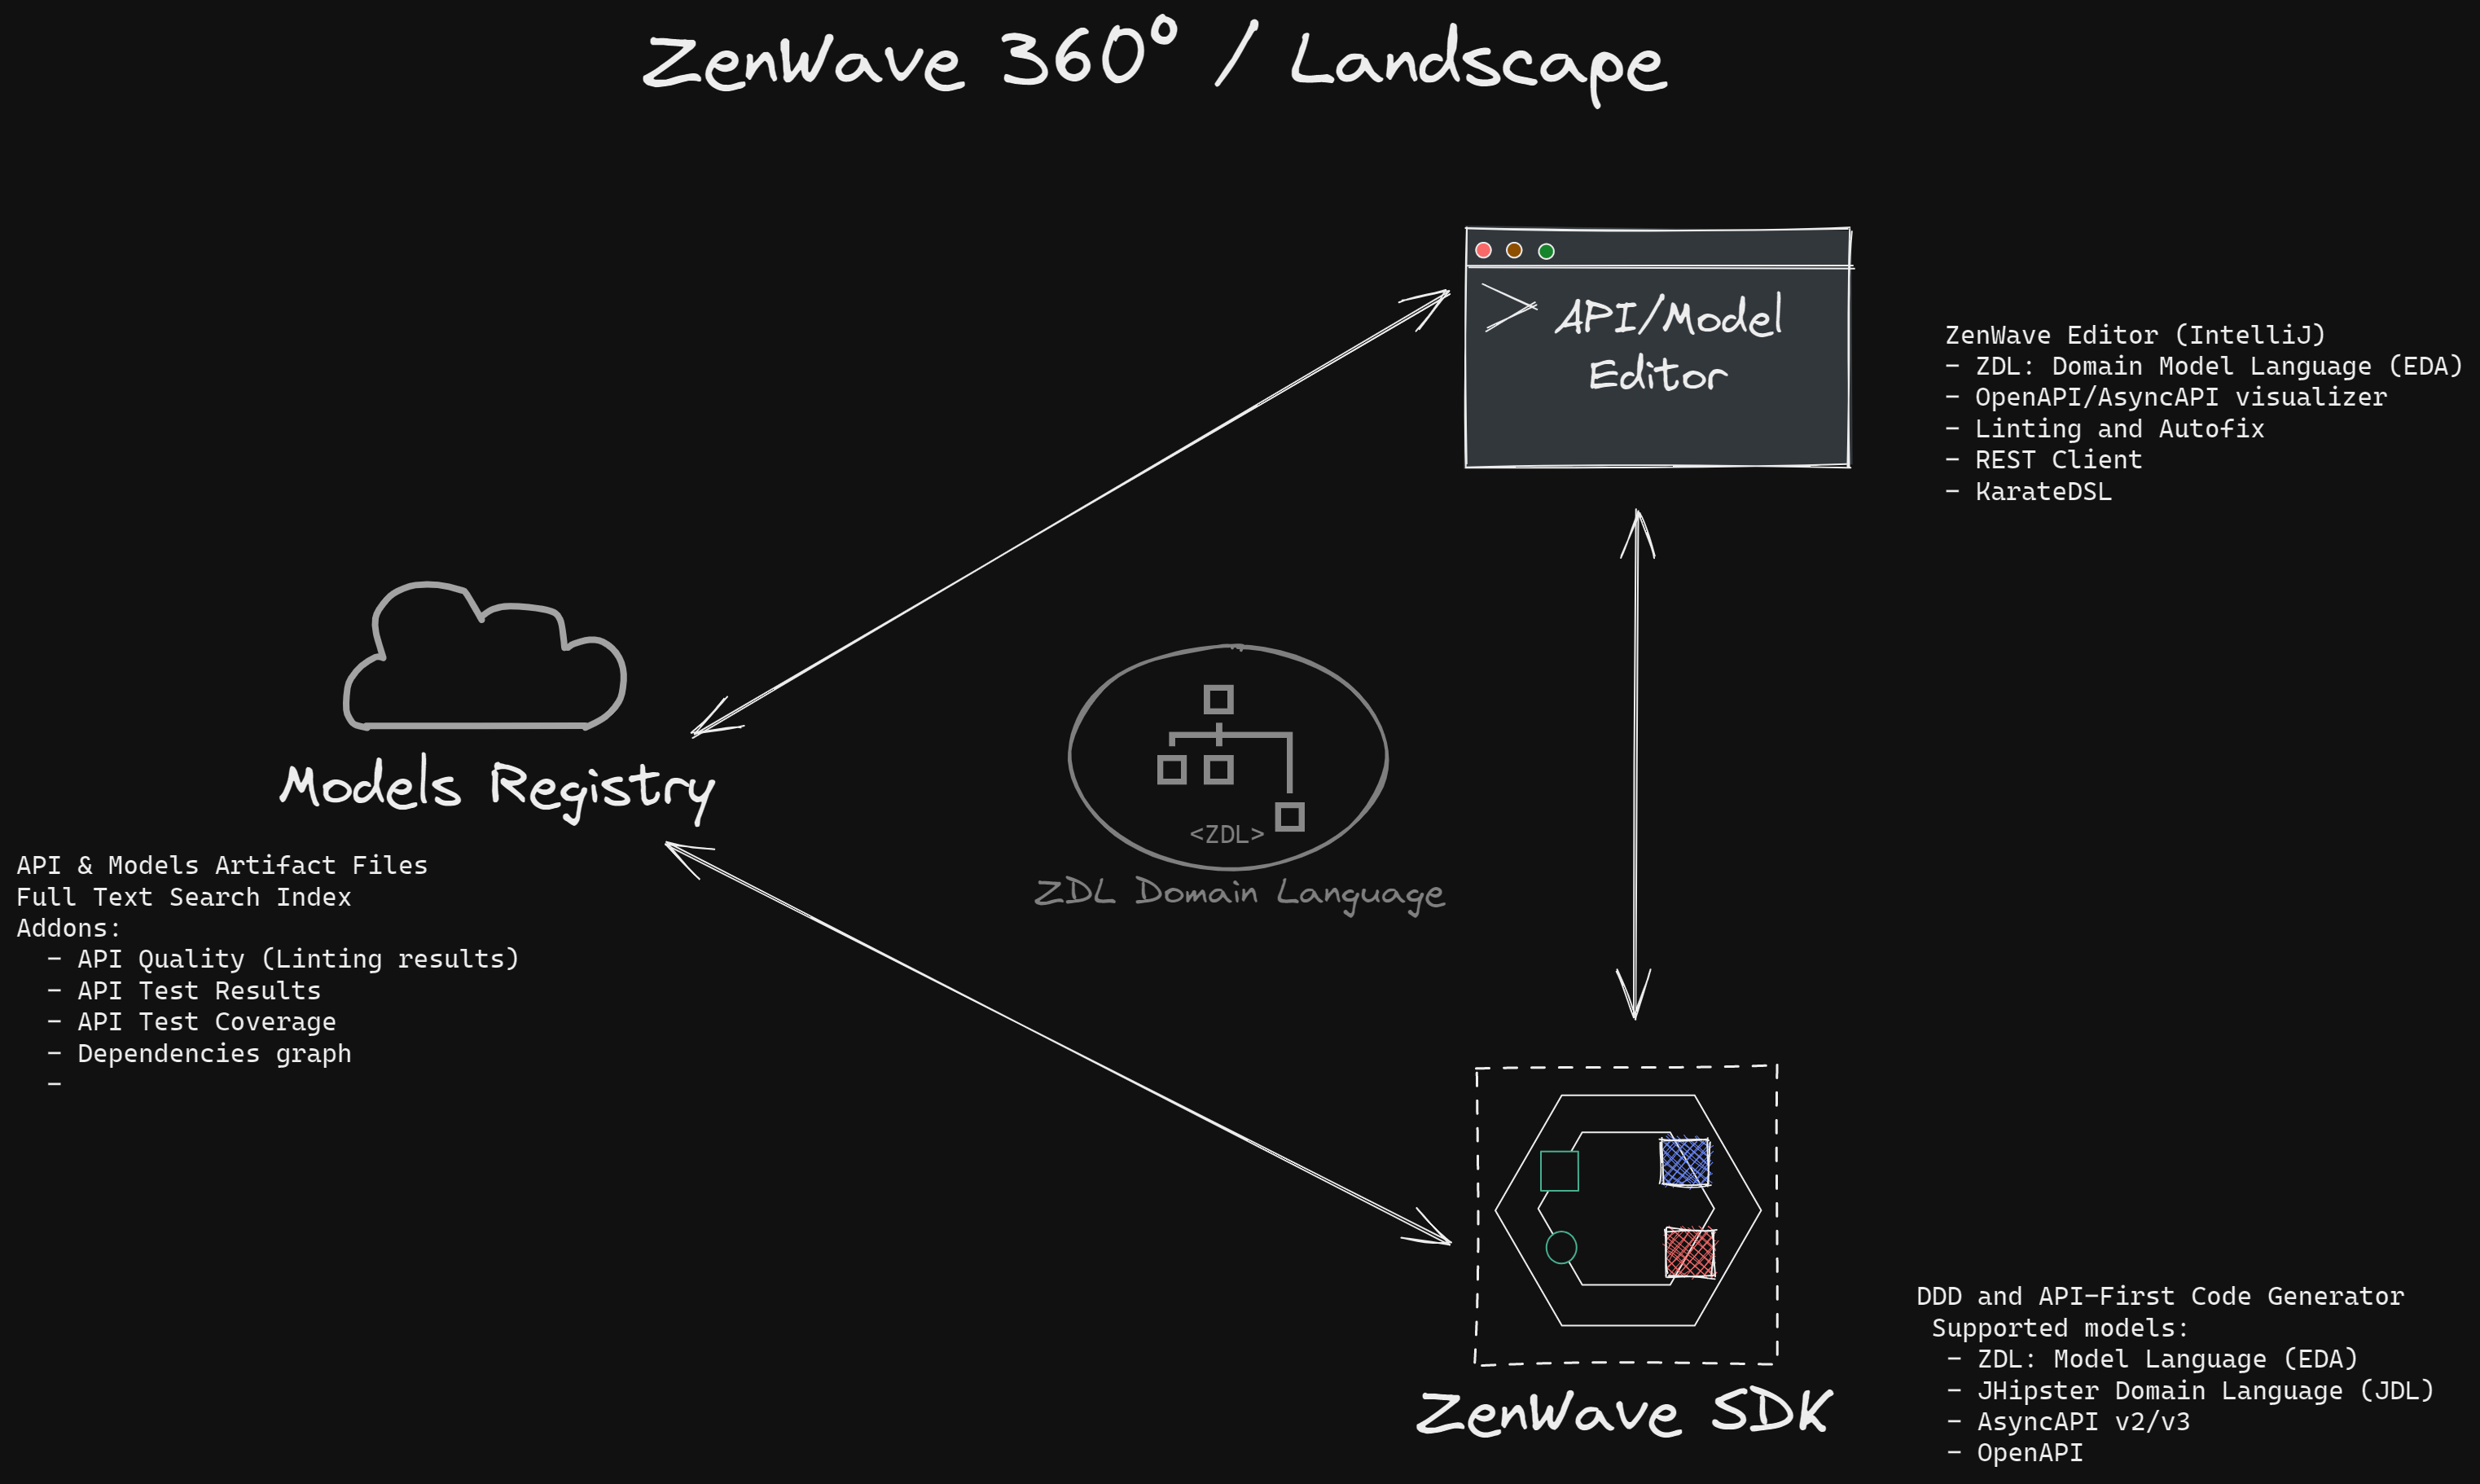 ZenWave 360° / Landscape
API/Model
Editor
ZenWave Editor (IntelliJ)
- ZDL: Domain Model Language (EDA)
- OpenAPI/AsyncAPI visualizer
- Linting and Autofix
- REST Client
- KarateDSL
Models Registry
API & Models Artifact Files
Full Text Search Index
Addons:
- API Quality (Linting results)
- API Test Results
- API Test Coverage
- Dependencies graph
-
<ZDL>
ZDL Domain Language
ZenWave SDK
DDD and API-First Code Generator
Supported models:
- ZDL: Model Language (EDA)
- JHipster Domain Language (JDL)
- AsyncAPI v2/v3
- OpenAPI